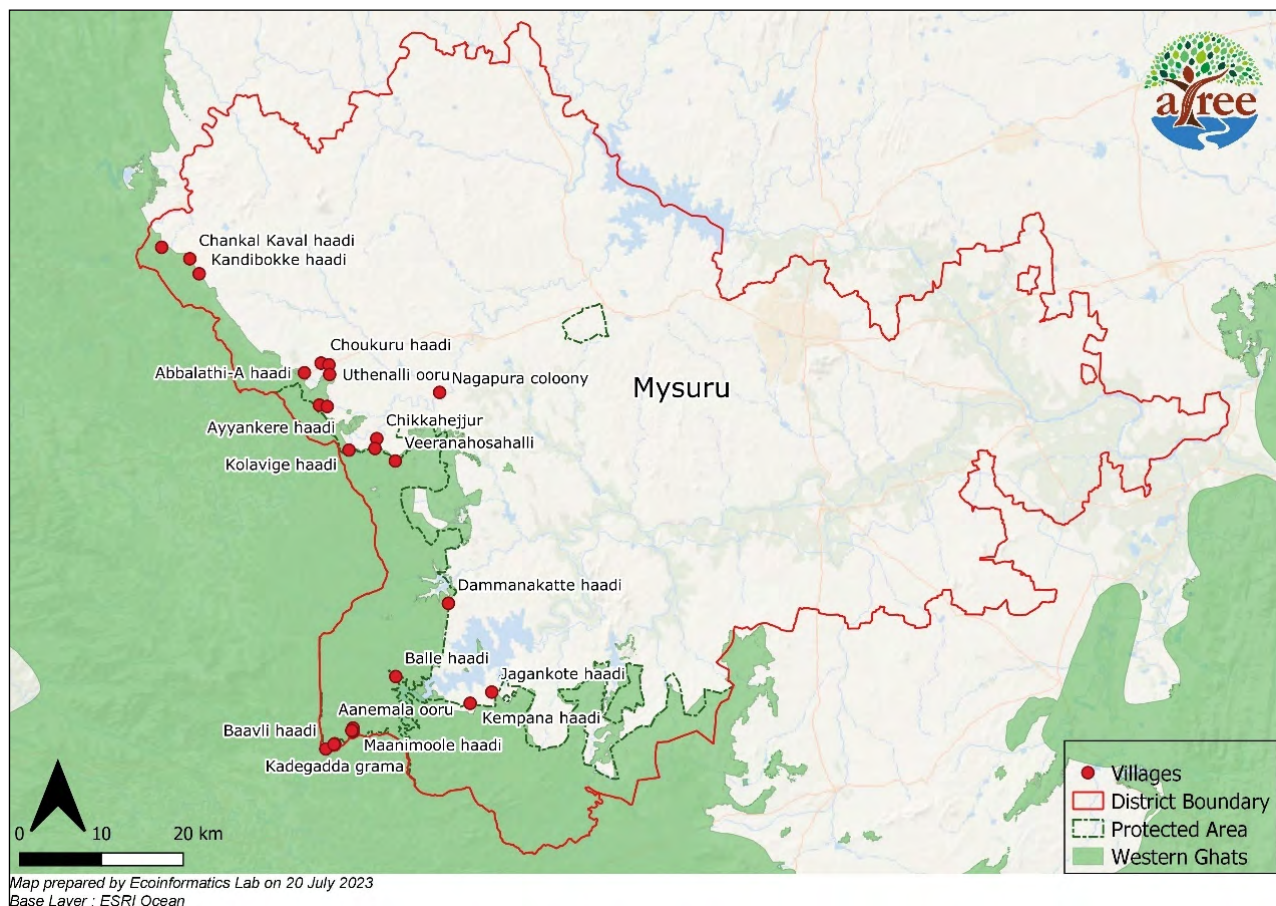 atree
Chankal Kaval haadi
Kandibokke haadi
Choukuru haadi
Abbalathi-A haadi
Uthenalli ooru
Nagapura coloony
Mysuru
Ayyankere haadi
Chikkahejjur
Veeranahosahalli
Kolavige haadi
Dammanakatte haadi
Balle haadi
Jagankote haadi
Aanemala ooru
Kempana haadi
Baavli haadi
Maanimoole haadi
Kadegadda grama
0 10 20 km
Villages
District Boundary
Protected Area
Western Ghats
Map prepared by Ecoinformatics Lab on 20 July 2023
Base Layer : ESRI Ocean